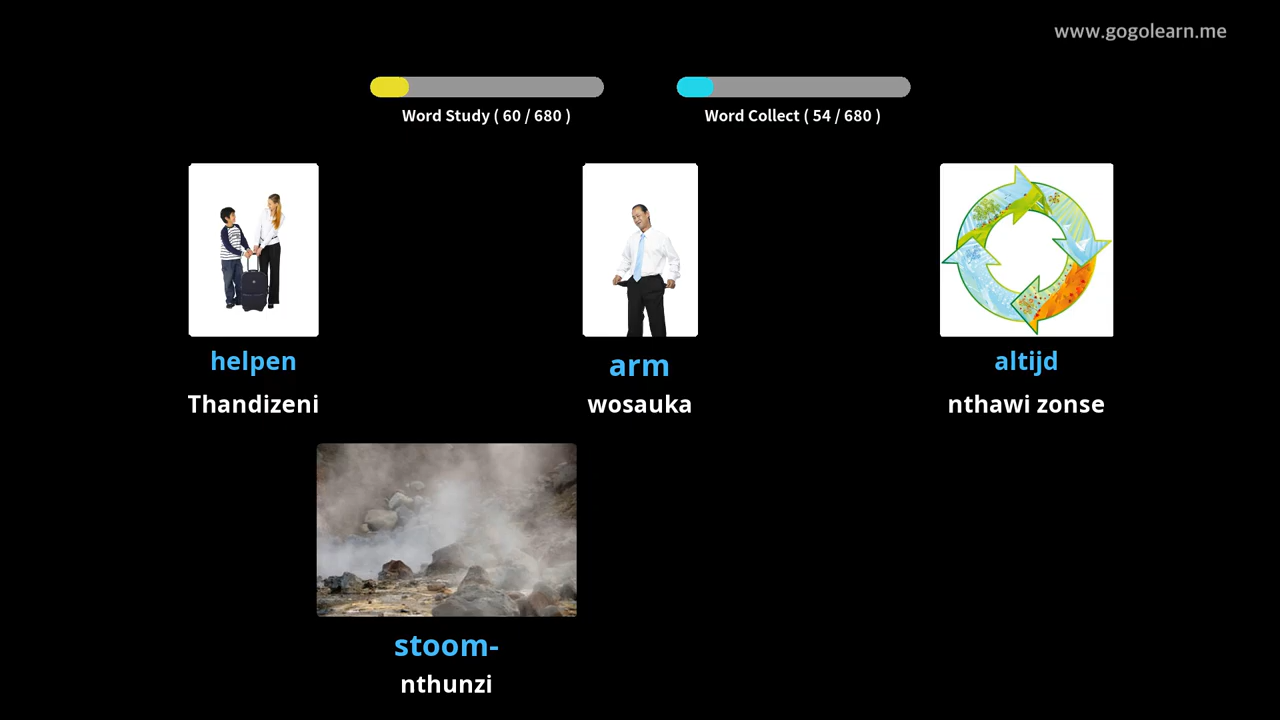 www.gogolearn.me
Word Study ( 60 / 680 )
Word Collect ( 54 / 680 )
helpen
Thandizeni
arm
wosauka
altijd
nthawi zonse
stoom-
nthunzi